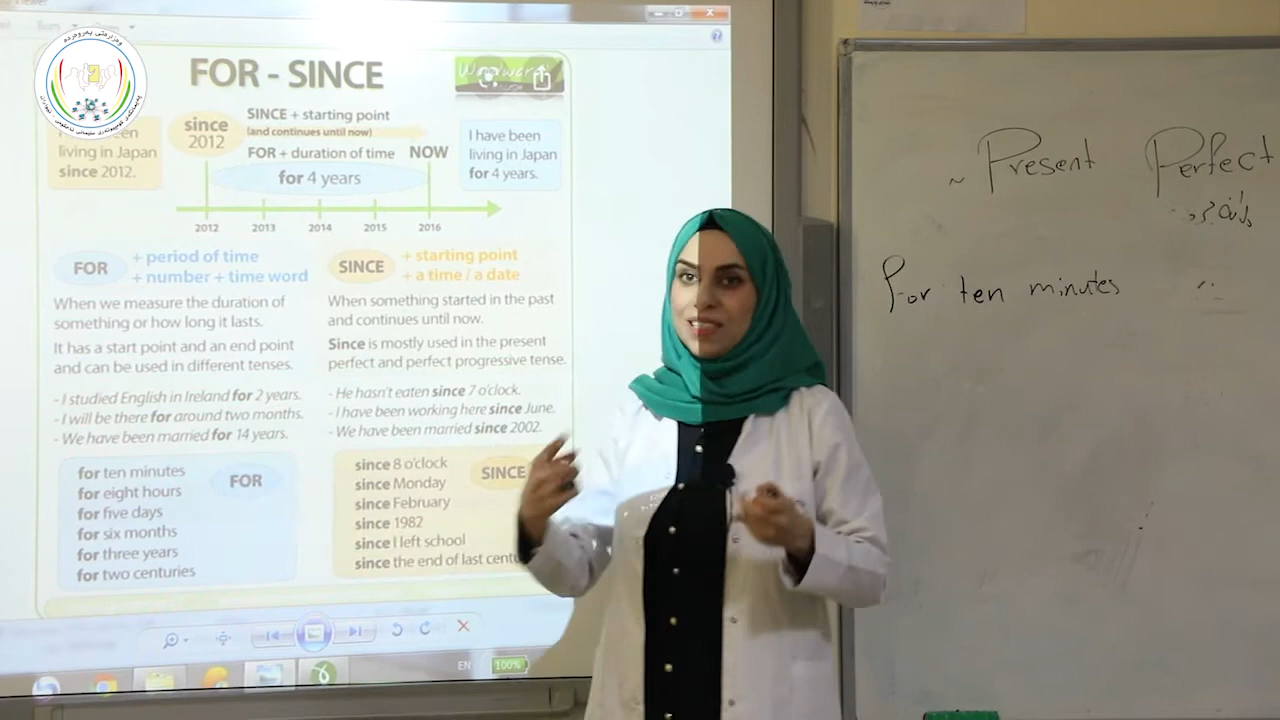 FOR - SINCE
since
2012
SINCE + starting point
(and continues until now)
FOR + duration of time
NOW
living in Japan
since 2012.
for 4 years
I have been
living in Japan
for 4 years.
2012 2013 2014 2015 2016
FOR
+ period of time
+ number + time word
When we measure the duration of
something or how long it lasts.
It has a start point and an end point
and can be used in different tenses.
- I studied English in Ireland for 2 years.
- I will be there for around two months.
- We have been married for 14 years.
for ten minutes
for eight hours
for five days
for six months
for three years
for two centuries
FOR
SINCE
+ starting point
+ a time / a date
When something started in the past
and continues until now.
Since is mostly used in the present
perfect and perfect progressive tense.
- He hasn't eaten since 7 o'clock.
- I have been working here since June.
- We have been married since 2002.
since 8 o'clock
since Monday
since February
since 1982
since I left school
since the end of last centu
SINCE
EN
100%
~ Present Perfect
For ten minutes